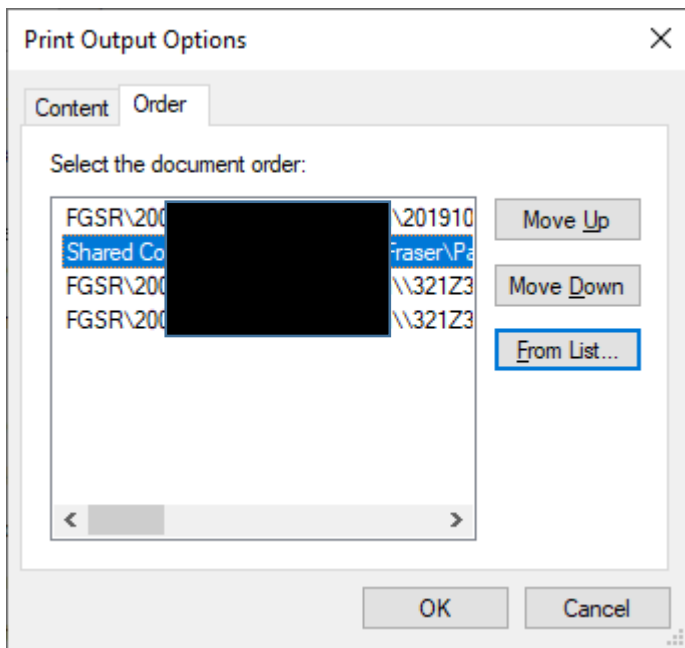 Print Output Options
Content Order
Select the document order:
FGSR\200 \201910
Shared Co Fraser\Pa
FGSR\200 \\321Z3
FGSR\200 \\321Z3
Move Up
Move Down
From List...
OK Cancel